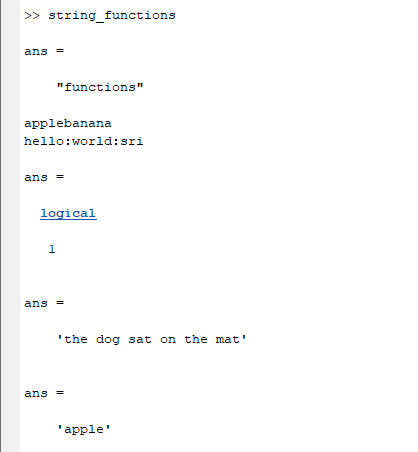 >> string_functions
ans =
"functions"
applebanana
hello:world:sri
ans =
logical
1
ans =
'the dog sat on the mat'
ans =
'apple'